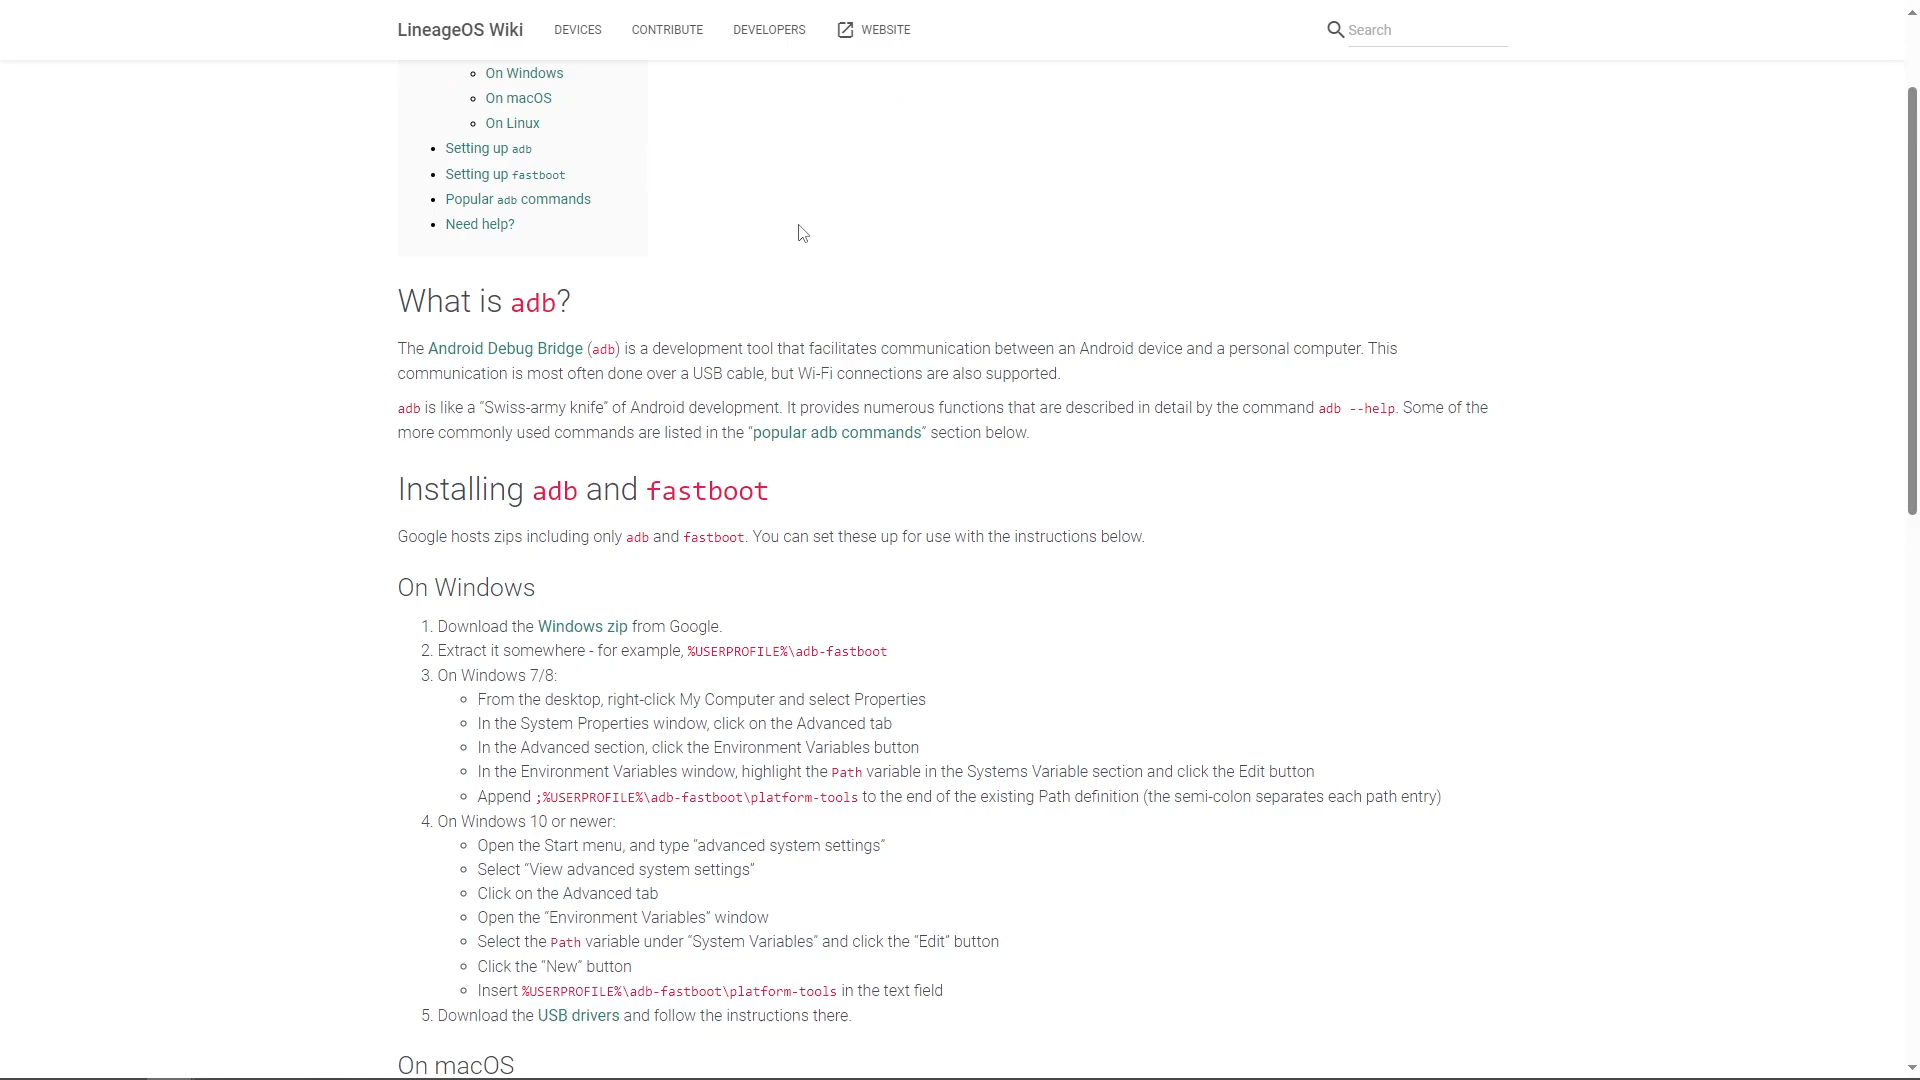 LineageOS Wiki DEVICES CONTRIBUTE DEVELOPERS WEBSITE Search
On Windows
On macOS
On Linux
Setting up adb
Setting up fastboot
Popular adb commands
Need help?
What is adb?
The Android Debug Bridge (adb) is a development tool that facilitates communication between an Android device and a personal computer. This
communication is most often done over a USB cable, but Wi-Fi connections are also supported.
adb is like a “Swiss-army knife” of Android development. It provides numerous functions that are described in detail by the command adb --help. Some of the
more commonly used commands are listed in the “popular adb commands” section below.
Installing adb and fastboot
Google hosts zips including only adb and fastboot. You can set these up for use with the instructions below.
On Windows
1. Download the Windows zip from Google.
2. Extract it somewhere - for example, %USERPROFILE%\adb-fastboot
3. On Windows 7/8:
From the desktop, right-click My Computer and select Properties
In the System Properties window, click on the Advanced tab
In the Advanced section, click the Environment Variables button
In the Environment Variables window, highlight the Path variable in the Systems Variable section and click the Edit button
Append ;%USERPROFILE%\adb-fastboot\platform-tools to the end of the existing Path definition (the semi-colon separates each path entry)
4. On Windows 10 or newer:
Open the Start menu, and type “advanced system settings”
Select “View advanced system settings”
Click on the Advanced tab
Open the “Environment Variables” window
Select the Path variable under “System Variables” and click the “Edit” button
Click the “New” button
Insert %USERPROFILE%\adb-fastboot\platform-tools in the text field
5. Download the USB drivers and follow the instructions there.
On macOS